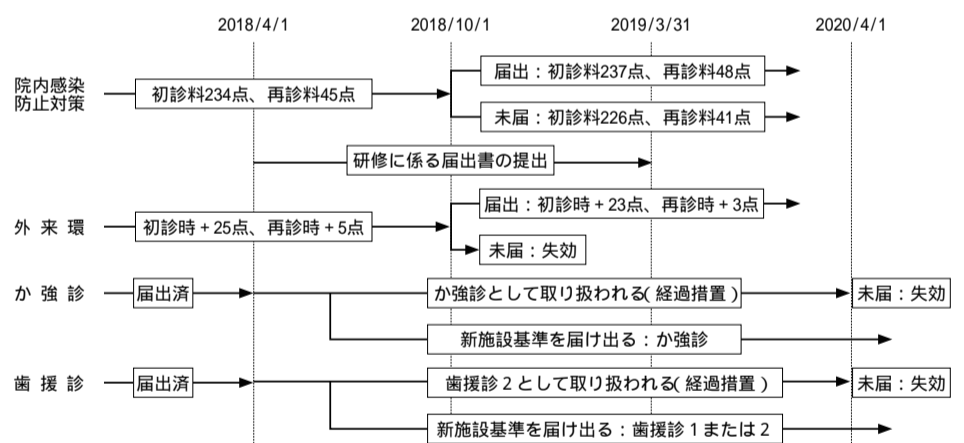 2018/4/1 2018/10/1 2019/3/31 2020/4/1
院内感染
防止対策
初診料234点、再診料45点
届出：初診料237点、再診料48点
未届：初診料226点、再診料41点
研修に係る届出書の提出
外来環
初診時＋25点、再診時＋5点
届出：初診時＋23点、再診時＋3点
未届：失効
か強診
届出済
か強診として取り扱われる(経過措置)
未届：失効
新施設基準を届け出る：か強診
歯援診
届出済
歯援診2として取り扱われる(経過措置)
未届：失効
新施設基準を届け出る：歯援診1または2